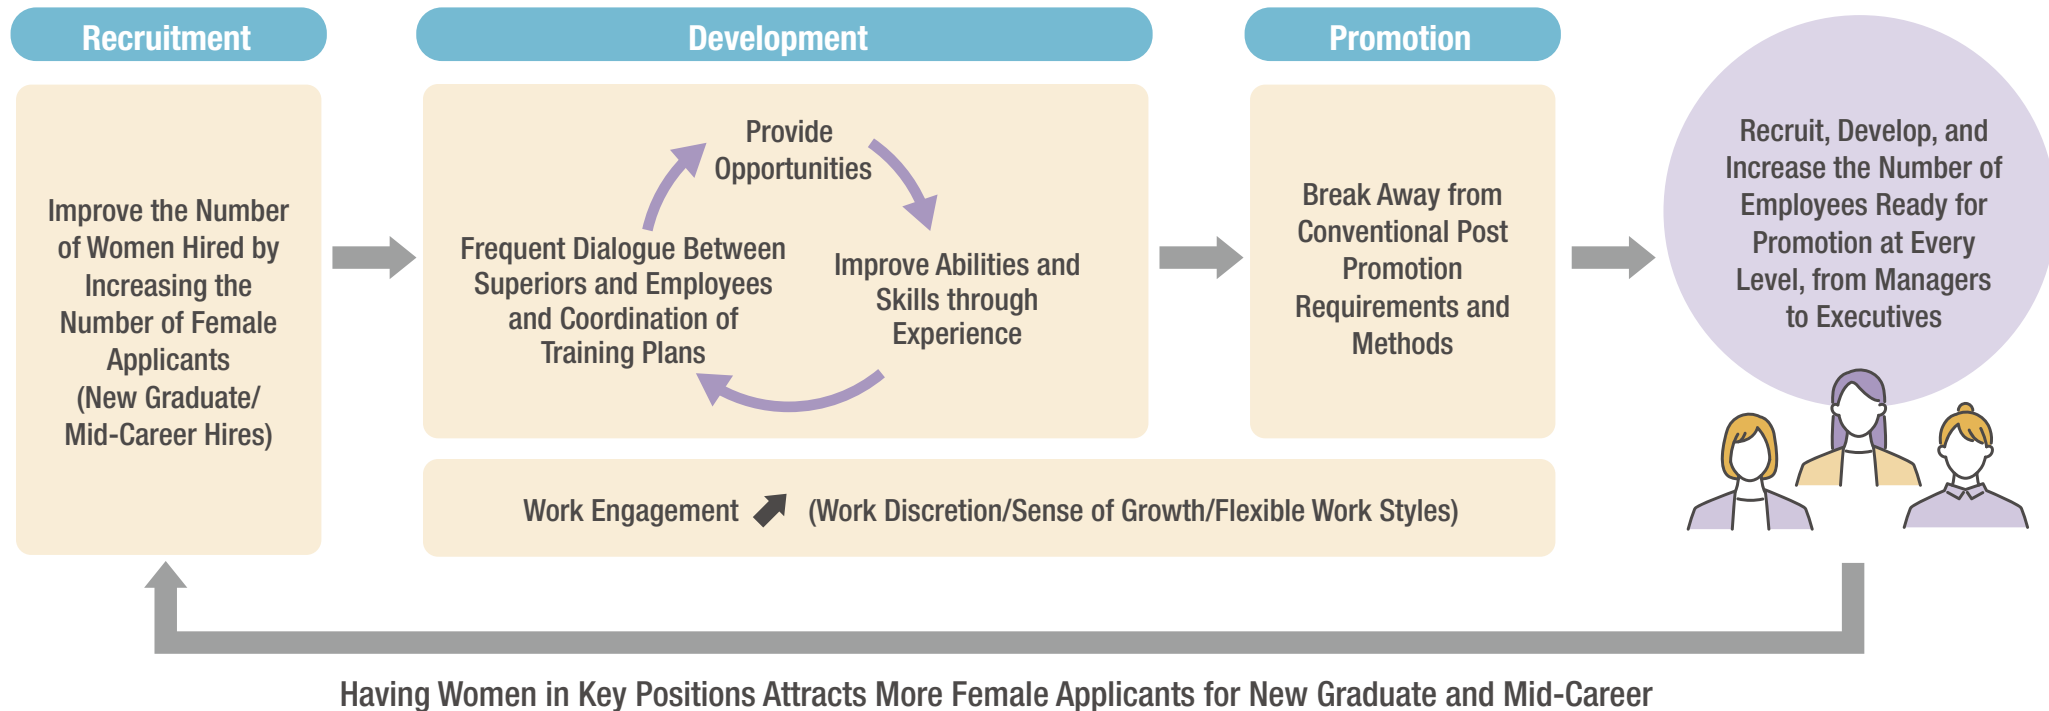 Recruitment
Improve the Number
of Women Hired by
Increasing the
Number of Female
Applicants
(New Graduate/
Mid-Career Hires)
Development
Provide
Opportunities
Improve Abilities and
Skills through
Experience
Frequent Dialogue Between
Superiors and Employees
and Coordination of
Training Plans
Promotion
Break Away from
Conventional Post
Promotion
Requirements and
Methods
Work Engagement (Work Discretion/Sense of Growth/Flexible Work Styles)
Recruit, Develop, and
Increase the Number of
Employees Ready for
Promotion at Every
Level, from Managers
to Executives
Having Women in Key Positions Attracts More Female Applicants for New Graduate and Mid-Career